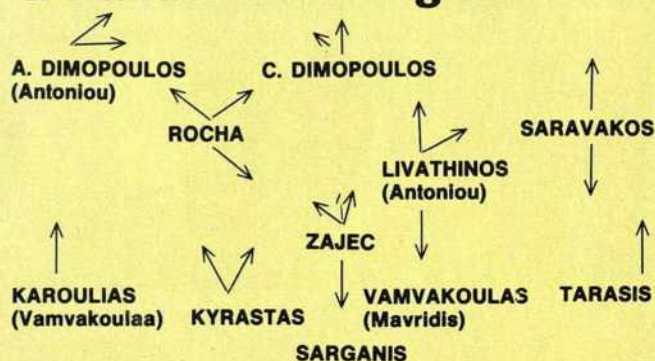 A. DIMOPOULOS
(Antoniou)
C. DIMOPOULOS
ROCHA
SARAVAKOS
LIVATHINOS
(Antoniou)
ZAJEC
KAROULIAS
(Vamvakoulaa)
KYRASTAS
VAMVAKOULAS
(Mavridis)
TARASIS
SARGANIS